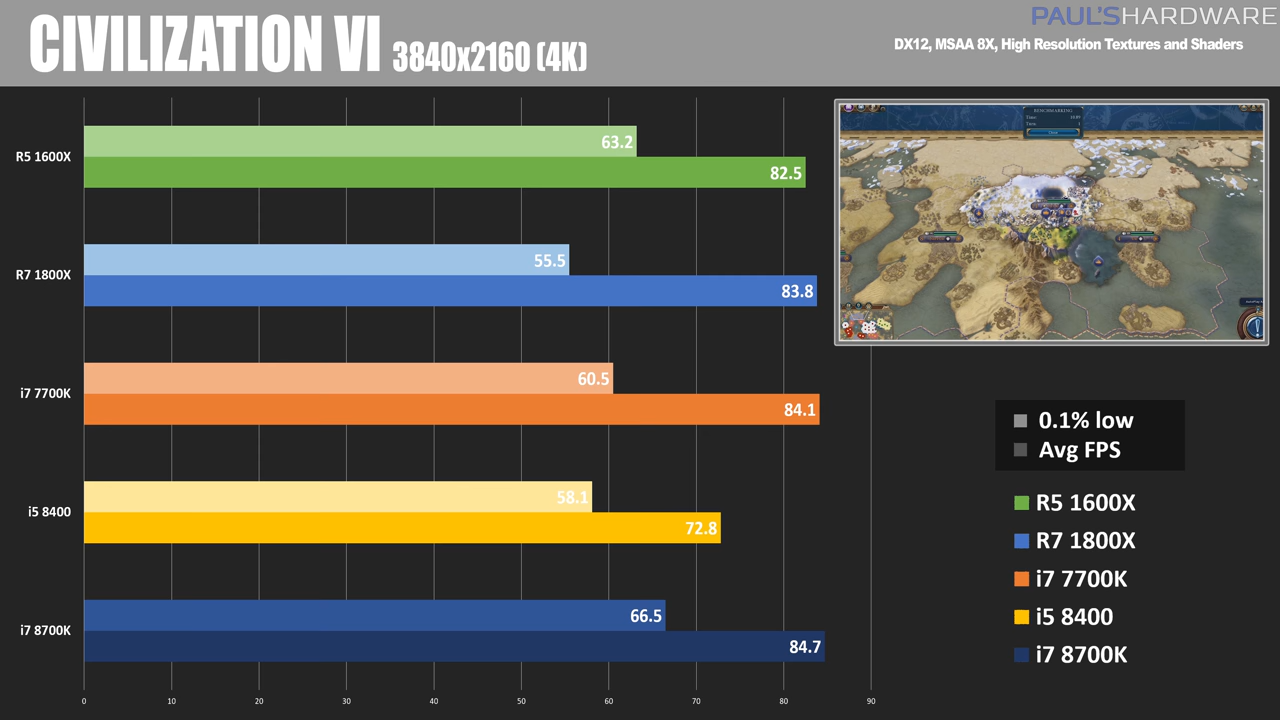 CIVILIZATION VI 3840x2160 (4K)
PAUL'SHARDWARE
DX12, MSAA 8X, High Resolution Textures and Shaders
BENCHMARKING
R5 1600X
63.2
82.5
R7 1800X
55.5
83.8
i7 7700K
60.5
84.1
i5 8400
58.1
72.8
i7 8700K
66.5
84.7
0 10 20 30 40 50 60 70 80 90
0.1% low
Avg FPS
R5 1600X
R7 1800X
i7 7700K
i5 8400
i7 8700K